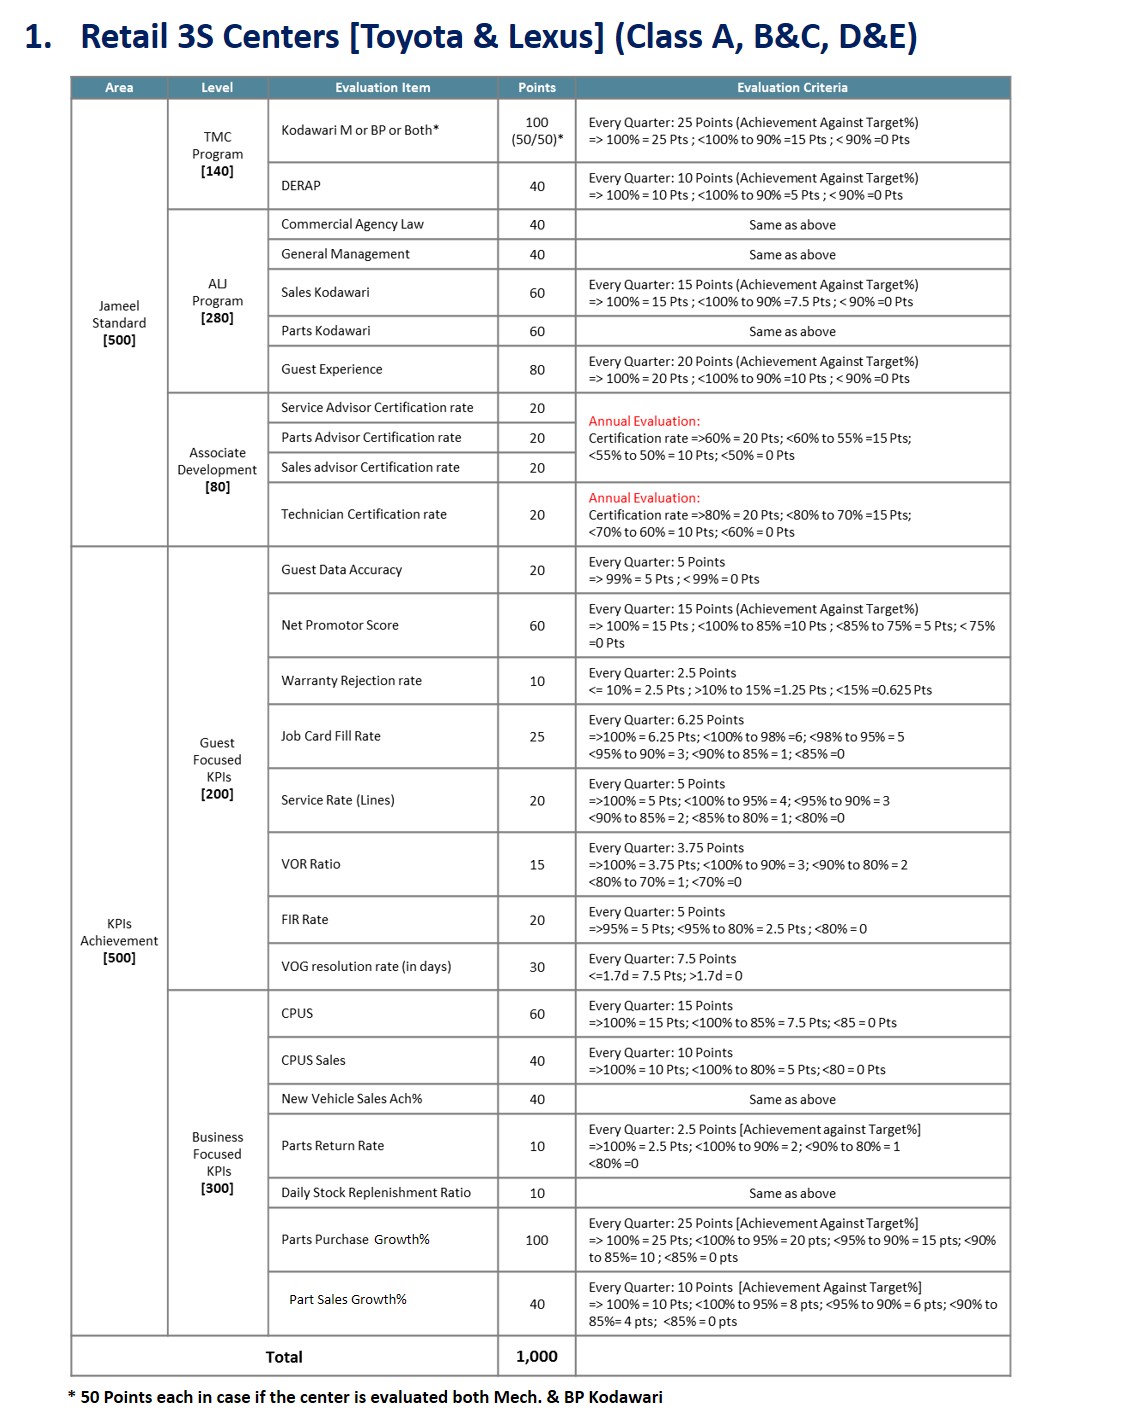 1. Retail 3S Centers [Toyota & Lexus] (Class A, B&C, D&E)
Area Level Evaluation Item Points Evaluation Criteria
Jameel
Standard
[500]
TMC
Program
[140]
Kodawari M or BP or Both*
100
(50/50)*
Every Quarter: 25 Points (Achievement Against Target%)
=> 100% = 25 Pts ; <100% to 90% =15 Pts ; < 90% =0 Pts
DERAP
40
Every Quarter: 10 Points (Achievement Against Target%)
=> 100% = 10 Pts ; <100% to 90% =5 Pts ; < 90% =0 Pts
ALJ
Program
[280]
Commercial Agency Law 40 Same as above
General Management 40 Same as above
Sales Kodawari
60
Every Quarter: 15 Points (Achievement Against Target%)
=> 100% = 15 Pts ; <100% to 90% =7.5 Pts ; < 90% =0 Pts
Parts Kodawari 60 Same as above
Guest Experience
80
Every Quarter: 20 Points (Achievement Against Target%)
=> 100% = 20 Pts ; <100% to 90% =10 Pts ; < 90% =0 Pts
Associate
Development
[80]
Service Advisor Certification rate 20
Parts Advisor Certification rate 20
Sales advisor Certification rate 20
Annual Evaluation:
Certification rate =>60% = 20 Pts; <60% to 55% =15 Pts;
<55% to 50% = 10 Pts; <50% = 0 Pts
Technician Certification rate
20
Annual Evaluation:
Certification rate =>80% = 20 Pts; <80% to 70% =15 Pts;
<70% to 60% = 10 Pts; <60% = 0 Pts
KPIs
Achievement
[500]
Guest
Focused
KPIs
[200]
Guest Data Accuracy
20
Every Quarter: 5 Points
=> 99% = 5 Pts ; < 99% = 0 Pts
Net Promotor Score
60
Every Quarter: 15 Points (Achievement Against Target%)
=> 100% = 15 Pts ; <100% to 85% =10 Pts ; <85% to 75% = 5 Pts; < 75%
=0 Pts
Warranty Rejection rate
10
Every Quarter: 2.5 Points
<= 10% = 2.5 Pts ; >10% to 15% =1.25 Pts ; <15% =0.625 Pts
Job Card Fill Rate
25
Every Quarter: 6.25 Points
=>100% = 6.25 Pts; <100% to 98% =6; <98% to 95% = 5
<95% to 90% = 3; <90% to 85% = 1; <85% =0
Service Rate (Lines)
20
Every Quarter: 5 Points
=>100% = 5 Pts; <100% to 95% = 4; <95% to 90% = 3
<90% to 85% = 2; <85% to 80% = 1; <80% =0
VOR Ratio
15
Every Quarter: 3.75 Points
=>100% = 3.75 Pts; <100% to 90% = 3; <90% to 80% = 2
<80% to 70% = 1; <70% =0
FIR Rate
20
Every Quarter: 5 Points
=>95% = 5 Pts; <95% to 80% = 2.5 Pts ; <80% = 0
VOG resolution rate (in days)
30
Every Quarter: 7.5 Points
<=1.7d = 7.5 Pts; >1.7d = 0
Business
Focused
KPIs
[300]
CPUS
60
Every Quarter: 15 Points
=>100% = 15 Pts; <100% to 85% = 7.5 Pts; <85 = 0 Pts
CPUS Sales
40
Every Quarter: 10 Points
=>100% = 10 Pts; <100% to 80% = 5 Pts; <80 = 0 Pts
New Vehicle Sales Ach% 40 Same as above
Parts Return Rate
10
Every Quarter: 2.5 Points [Achievement against Target%]
=>100% = 2.5 Pts; <100% to 90% = 2; <90% to 80% = 1
<80% =0
Daily Stock Replenishment Ratio 10 Same as above
Parts Purchase Growth%
100
Every Quarter: 25 Points [Achievement Against Target%]
=> 100% = 25 Pts; <100% to 95% = 20 pts; <95% to 90% = 15 pts; <90%
to 85%= 10 ; <85% = 0 pts
Part Sales Growth%
40
Every Quarter: 10 Points [Achievement Against Target%]
=> 100% = 10 Pts; <100% to 95% = 8 pts; <95% to 90% = 6 pts; <90% to
85%= 4 pts; <85% = 0 pts
Total 1,000
* 50 Points each in case if the center is evaluated both Mech. & BP Kodawari